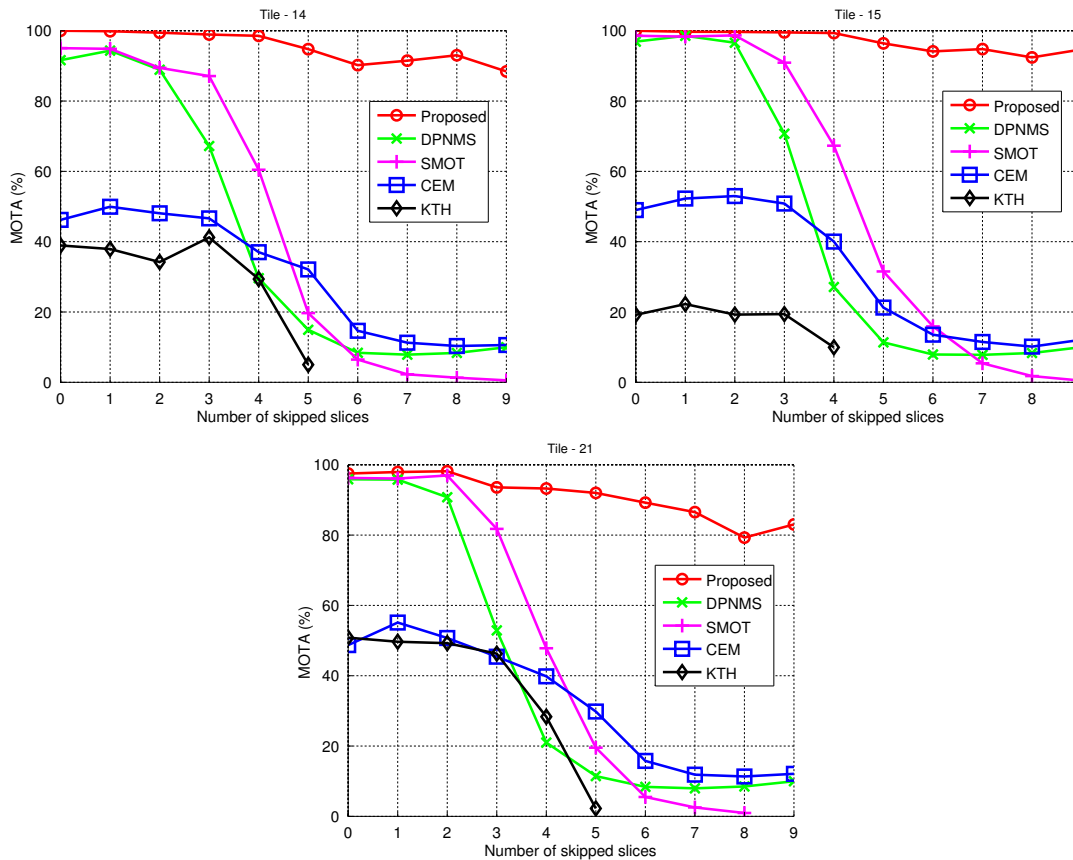 Tile - 14
100
80
60
40
20
0
MOTA (%)
0 1 2 3 4 5 6 7 8 9
Number of skipped slices
Proposed
DPNMS
SMOT
CEM
KTH
Tile - 15
100
80
60
40
20
0
MOTA (%)
0 1 2 3 4 5 6 7 8
Number of skipped slices
Proposed
DPNMS
SMOT
CEM
KTH
Tile - 21
100
80
60
40
20
0
MOTA (%)
0 1 2 3 4 5 6 7 8 9
Number of skipped slices
Proposed
DPNMS
SMOT
CEM
KTH